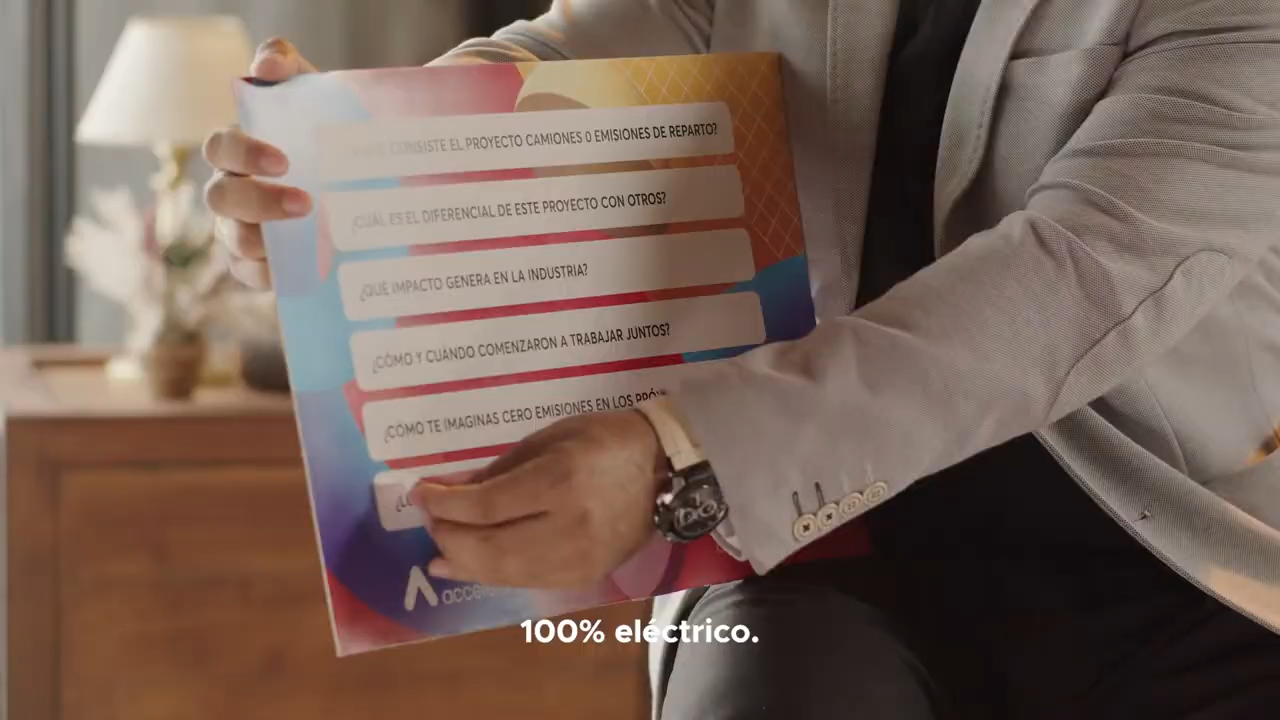 CONSISTE EL PROYECTO CAMIONES 0 EMISIONES DE REPARTO?
¿CUÁL ES EL DIFERENCIAL DE ESTE PROYECTO CON OTROS?
¿QUÉ IMPACTO GENERA EN LA INDUSTRIA?
¿CÓMO Y CUÁNDO COMENZARON A TRABAJAR JUNTOS?
¿CÓMO TE IMAGINAS CERO EMISIONES EN LOS
100% eléctrico.